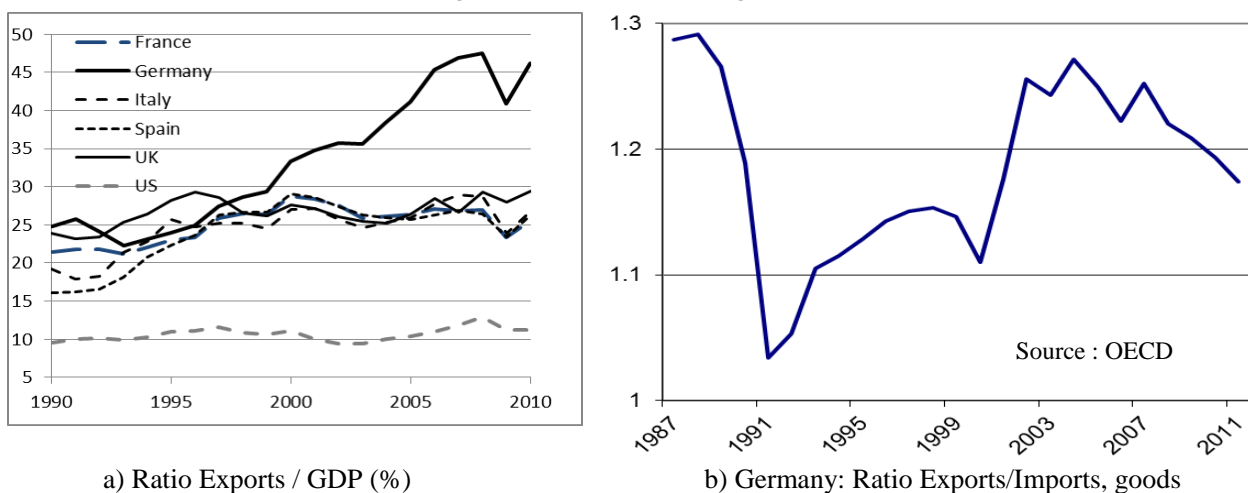 50
45
40
35
30
25
20
15
10
5
France
Germany
Italy
Spain
UK
US
1990
1995
2000
2005
2010
a) Ratio Exports / GDP (%)
1.3
1.2
1.1
1
Source : OECD
1987
1991
1995
1999
2003
2007
2011
b) Germany: Ratio Exports/Imports, goods